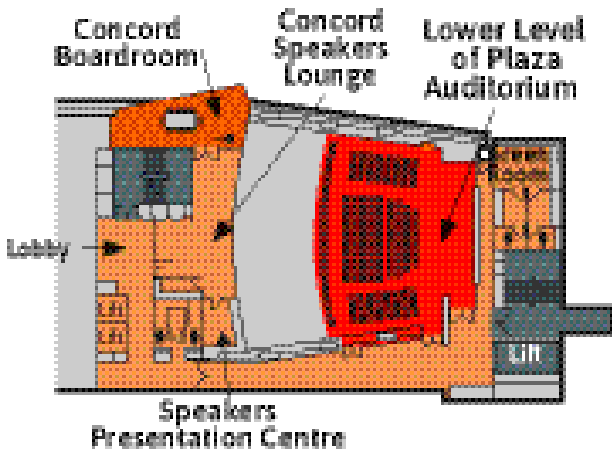 Concord
Boardroom
Concord
Speakers
Lounge
Lower Level
of Plaza
Auditorium
Lobby
Lift
Speakers
Presentation Centre